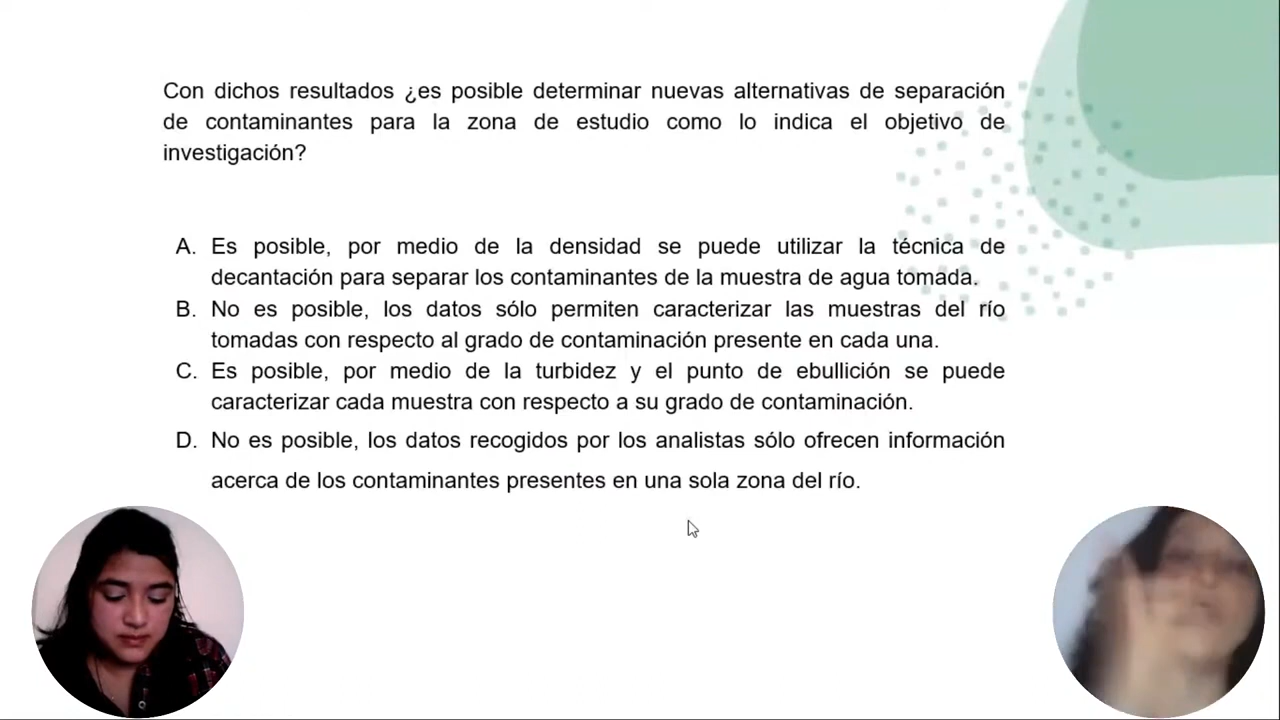 Con dichos resultados ¿es posible determinar nuevas alternativas de separación
de contaminantes para la zona de estudio como lo indica el objetivo de
investigación?
A. Es posible, por medio de la densidad se puede utilizar la técnica de
decantación para separar los contaminantes de la muestra de agua tomada.
B. No es posible, los datos sólo permiten caracterizar las muestras del río
tomadas con respecto al grado de contaminación presente en cada una.
C. Es posible, por medio de la turbidez y el punto de ebullición se puede
caracterizar cada muestra con respecto a su grado de contaminación.
D. No es posible, los datos recogidos por los analistas sólo ofrecen información
acerca de los contaminantes presentes en una sola zona del río.